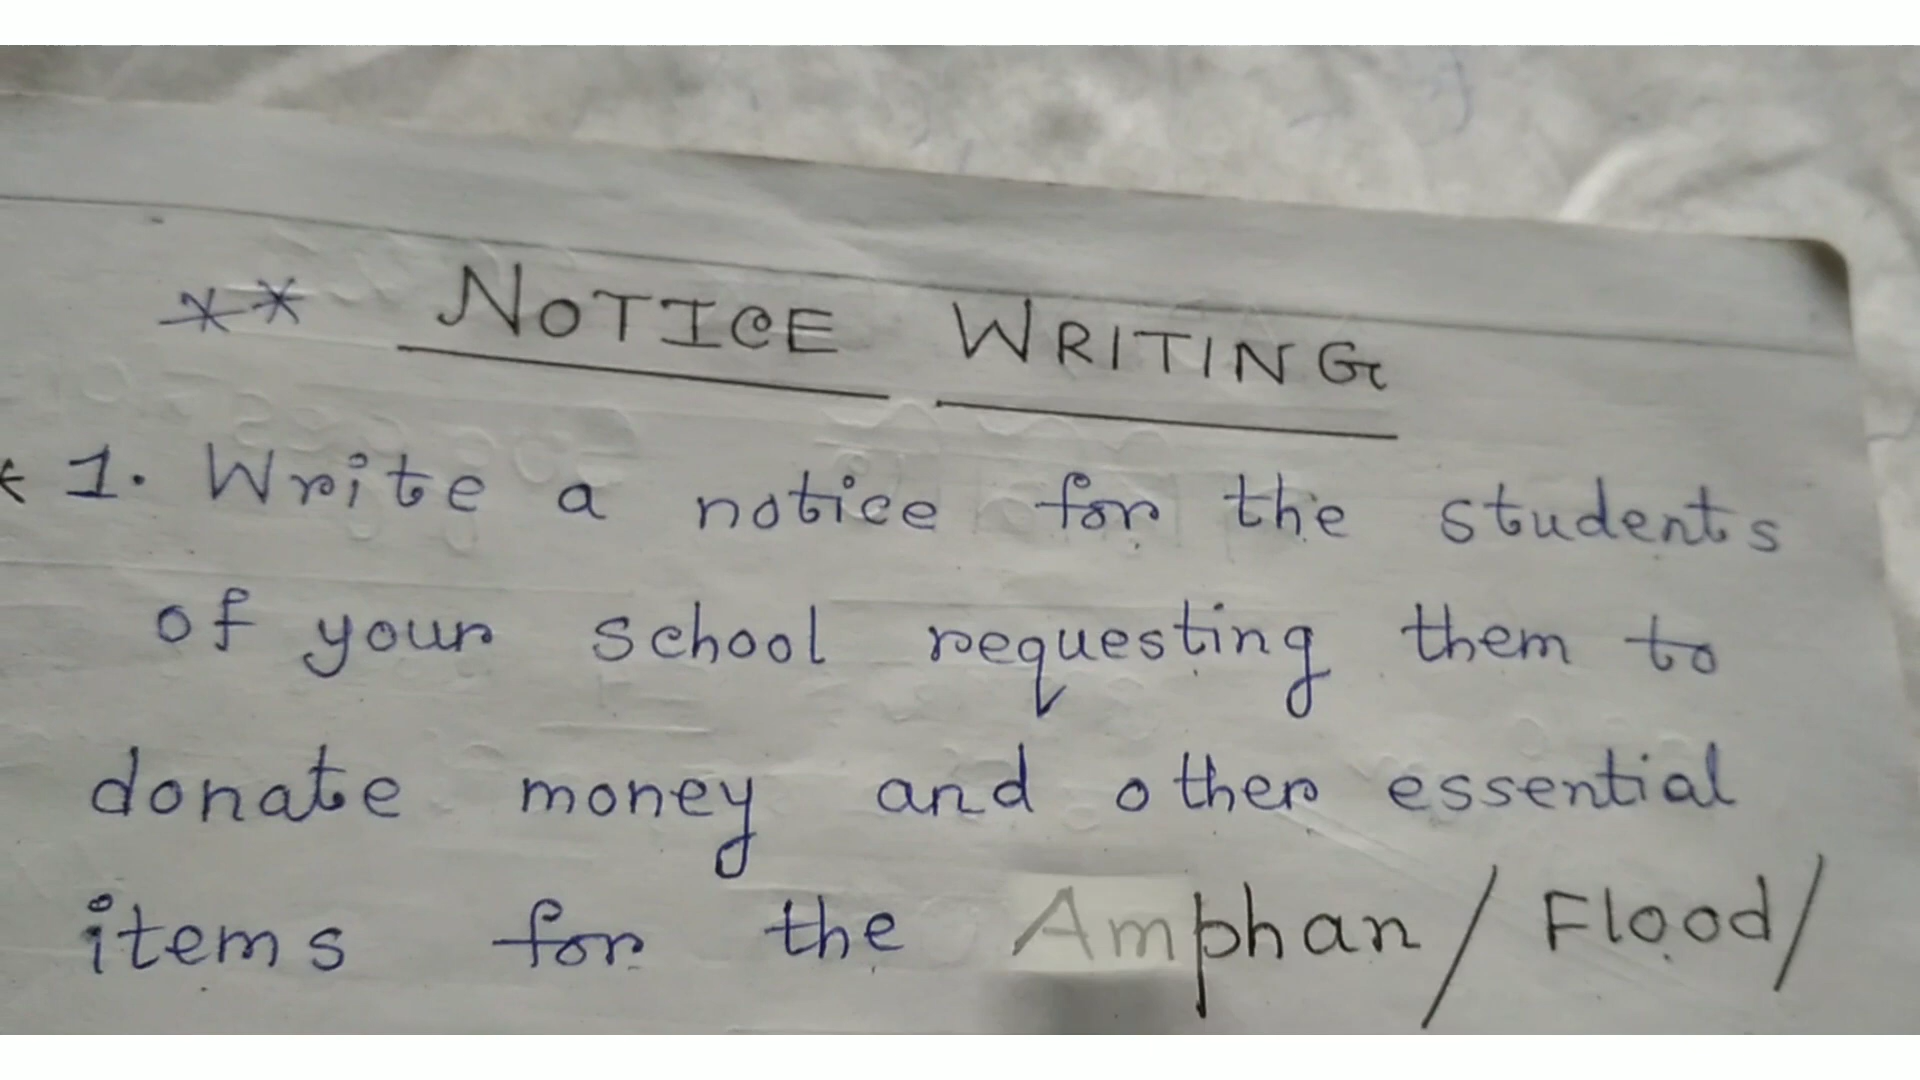 ** NOTICE WRITING
* 1. Write a notice for the students
of your school requesting them to
donate money and other essential
items for the Amphan/ Flood/